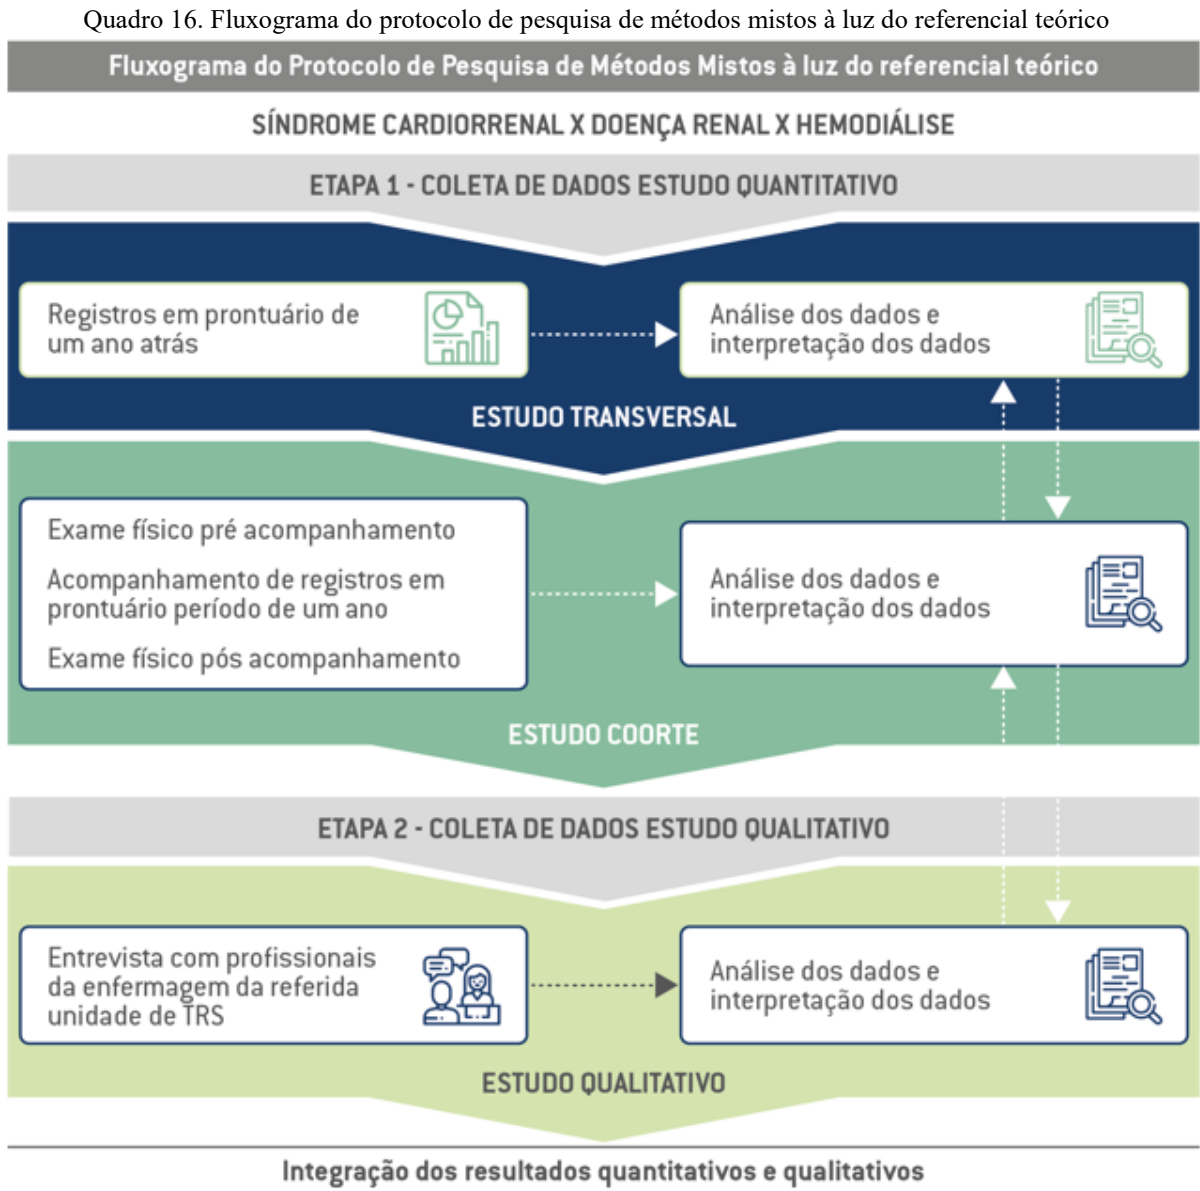 Quadro 16. Fluxograma do protocolo de pesquisa de métodos mistos à luz do referencial teórico
Fluxograma do Protocolo de Pesquisa de Métodos Mistos à luz do referencial teórico
SÍNDROME CARDIORRENAL X DOENÇA RENAL X HEMODIÁLISE
ETAPA 1 - COLETA DE DADOS ESTUDO QUANTITATIVO
Registros em prontuário de
um ano atrás
Análise dos dados e
interpretação dos dados
ESTUDO TRANSVERSAL
Exame físico pré acompanhamento
Acompanhamento de registros em
prontuário período de um ano
Exame físico pós acompanhamento
Análise dos dados e
interpretação dos dados
ESTUDO COORTE
ETAPA 2 - COLETA DE DADOS ESTUDO QUALITATIVO
Entrevista com profissionais
da enfermagem da referida
unidade de TRS
Análise dos dados e
interpretação dos dados
ESTUDO QUALITATIVO
Integração dos resultados quantitativos e qualitativos